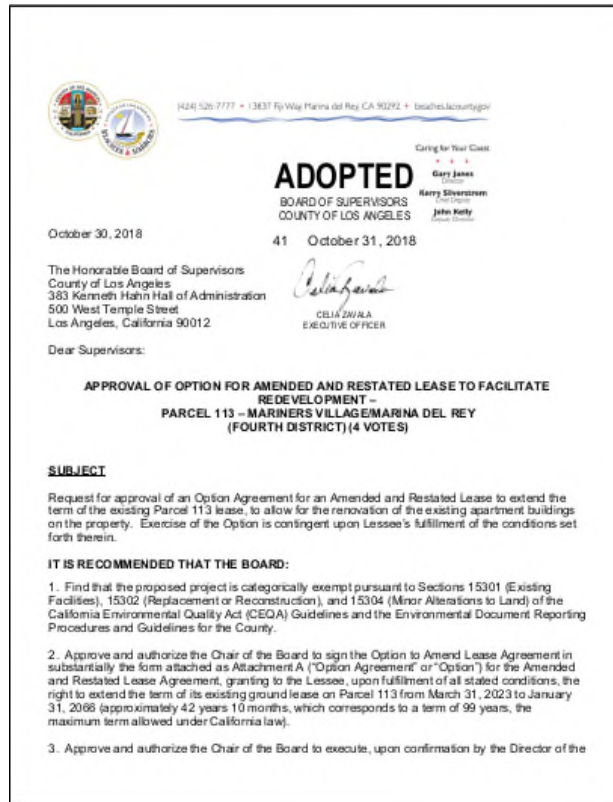 (424) 526-7777 • 13837 Fiji Way, Marina del Rey, CA 90292 • beaches.lacounty.gov
Caring for Your Coast
Gary Jones
Director
Kerry Silverstrom
Chief Deputy
John Kelly
Deputy Director
ADOPTED
BOARD OF SUPERVISORS
COUNTY OF LOS ANGELES
41 October 31, 2018
October 30, 2018
The Honorable Board of Supervisors
County of Los Angeles
383 Kenneth Hahn Hall of Administration
500 West Temple Street
Los Angeles, California 90012
Celia Zavala
CELIA ZAVALA
EXECUTIVE OFFICER
Dear Supervisors:
APPROVAL OF OPTION FOR AMENDED AND RESTATED LEASE TO FACILITATE
REDEVELOPMENT –
PARCEL 113 – MARINERS VILLAGE/MARINA DEL REY
(FOURTH DISTRICT) (4 VOTES)
SUBJECT
Request for approval of an Option Agreement for an Amended and Restated Lease to extend the
term of the existing Parcel 113 lease, to allow for the renovation of the existing apartment buildings
on the property. Exercise of the Option is contingent upon Lessee's fulfillment of the conditions set
forth therein.
IT IS RECOMMENDED THAT THE BOARD:
1. Find that the proposed project is categorically exempt pursuant to Sections 15301 (Existing
Facilities), 15302 (Replacement or Reconstruction), and 15304 (Minor Alterations to Land) of the
California Environmental Quality Act (CEQA) Guidelines and the Environmental Document Reporting
Procedures and Guidelines for the County.
2. Approve and authorize the Chair of the Board to sign the Option to Amend Lease Agreement in
substantially the form attached as Attachment A ("Option Agreement" or "Option") for the Amended
and Restated Lease Agreement, granting to the Lessee, upon fulfillment of all stated conditions, the
right to extend the term of its existing ground lease on Parcel 113 from March 31, 2023 to January
31, 2066 (approximately 42 years 10 months, which corresponds to a term of 99 years, the
maximum term allowed under California law).
3. Approve and authorize the Chair of the Board to execute, upon confirmation by the Director of the